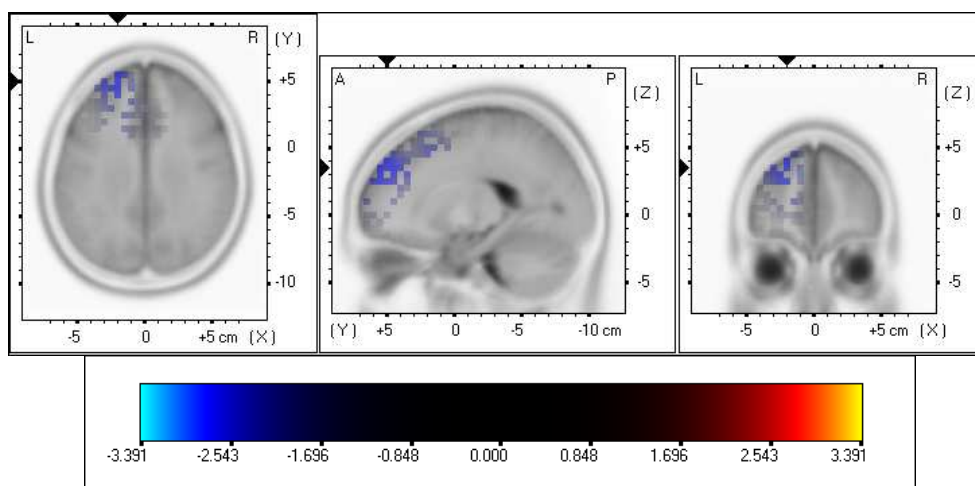 L R (Y)
+5
0
-5
-10
-5 0 +5 cm (X)
A P (Z)
+5
0
-5
(Y) +5 0 -5 -10 cm
L R (Z)
+5
0
-5
-5 0 +5 cm (X)
-3.391 -2.543 -1.696 -0.848 0.000 0.848 1.696 2.543 3.391